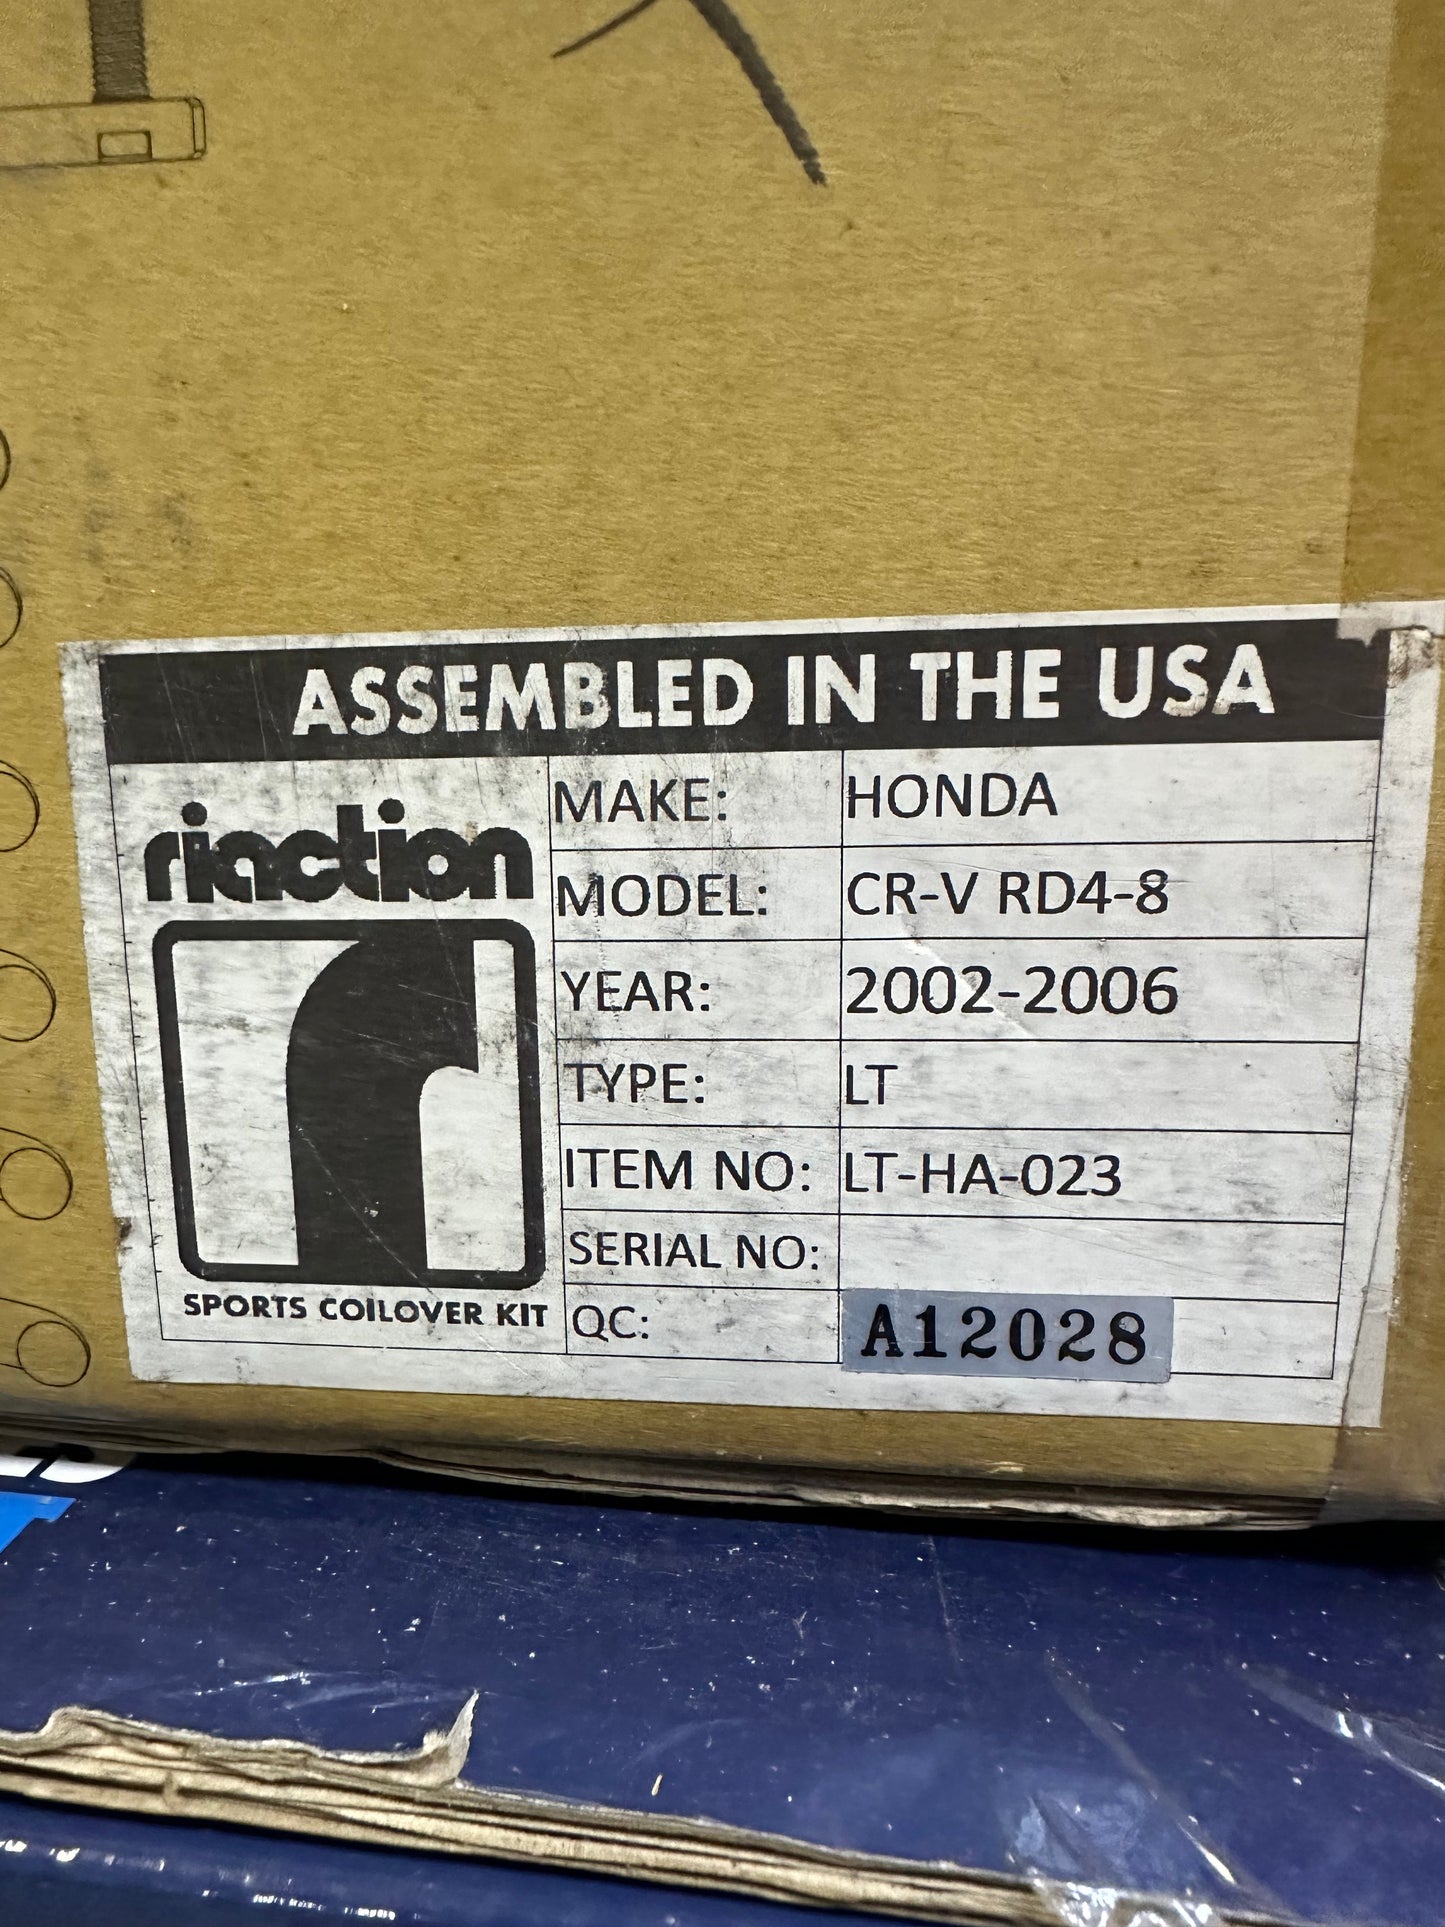 ASSEMBLED IN THE USA
riaction
SPORTS COILOVER KIT
MAKE: HONDA
MODEL: CR-V RD4-8
YEAR: 2002-2006
TYPE: LT
ITEM NO: LT-HA-023
SERIAL NO:
QC: A12028